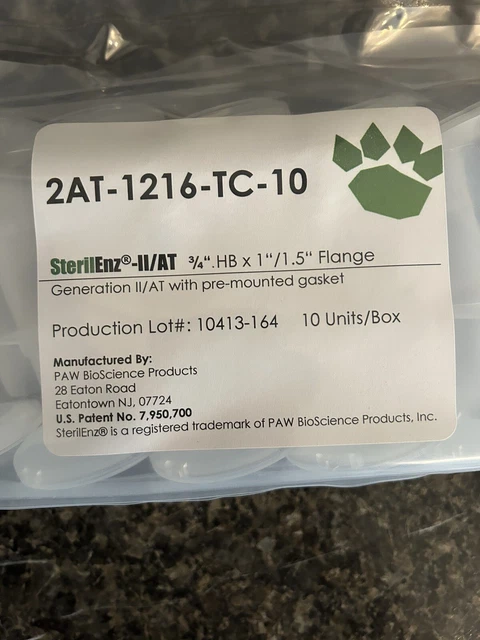 2AT-1216-TC-10
SterilEnz®-II/AT ¾".HB x 1"/1.5" Flange
Generation II/AT with pre-mounted gasket
Production Lot#: 10413-164 10 Units/Box
Manufactured By:
PAW BioScience Products
28 Eaton Road
Eatontown NJ, 07724
U.S. Patent No. 7,950,700
SterilEnz® is a registered trademark of PAW BioScience Products, Inc.